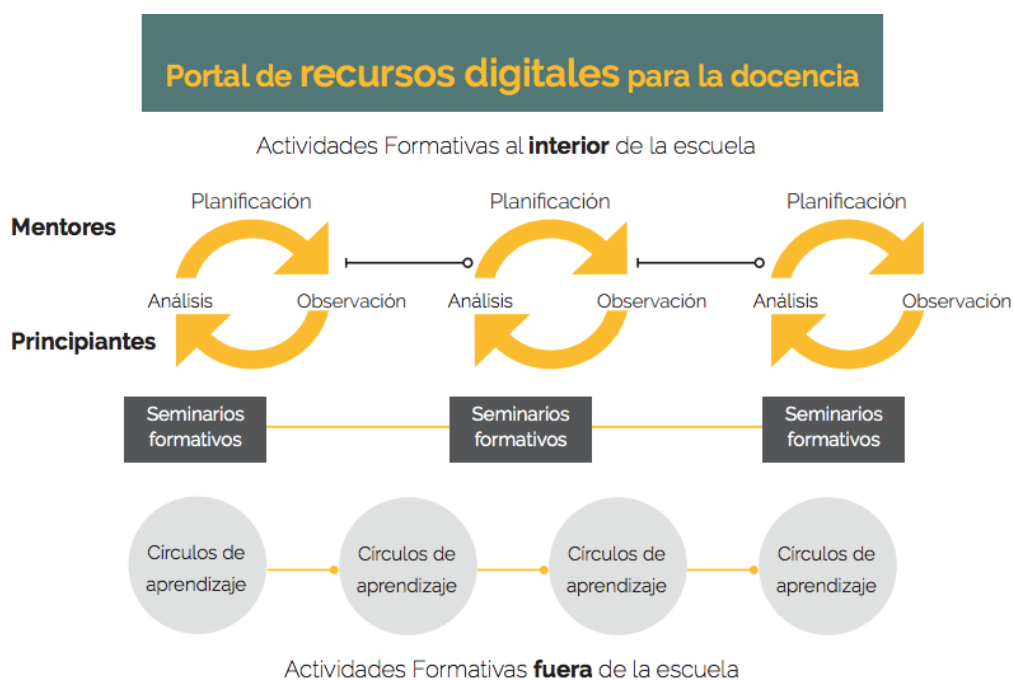 Portal de recursos digitales para la docencia
Actividades Formativas al interior de la escuela
Planificación Planificación Planificación
Mentores
Análisis Observación Análisis Observación Análisis Observación
Principiantes
Seminarios formativos
Seminarios formativos
Seminarios formativos
Círculos de aprendizaje
Círculos de aprendizaje
Círculos de aprendizaje
Círculos de aprendizaje
Actividades Formativas fuera de la escuela